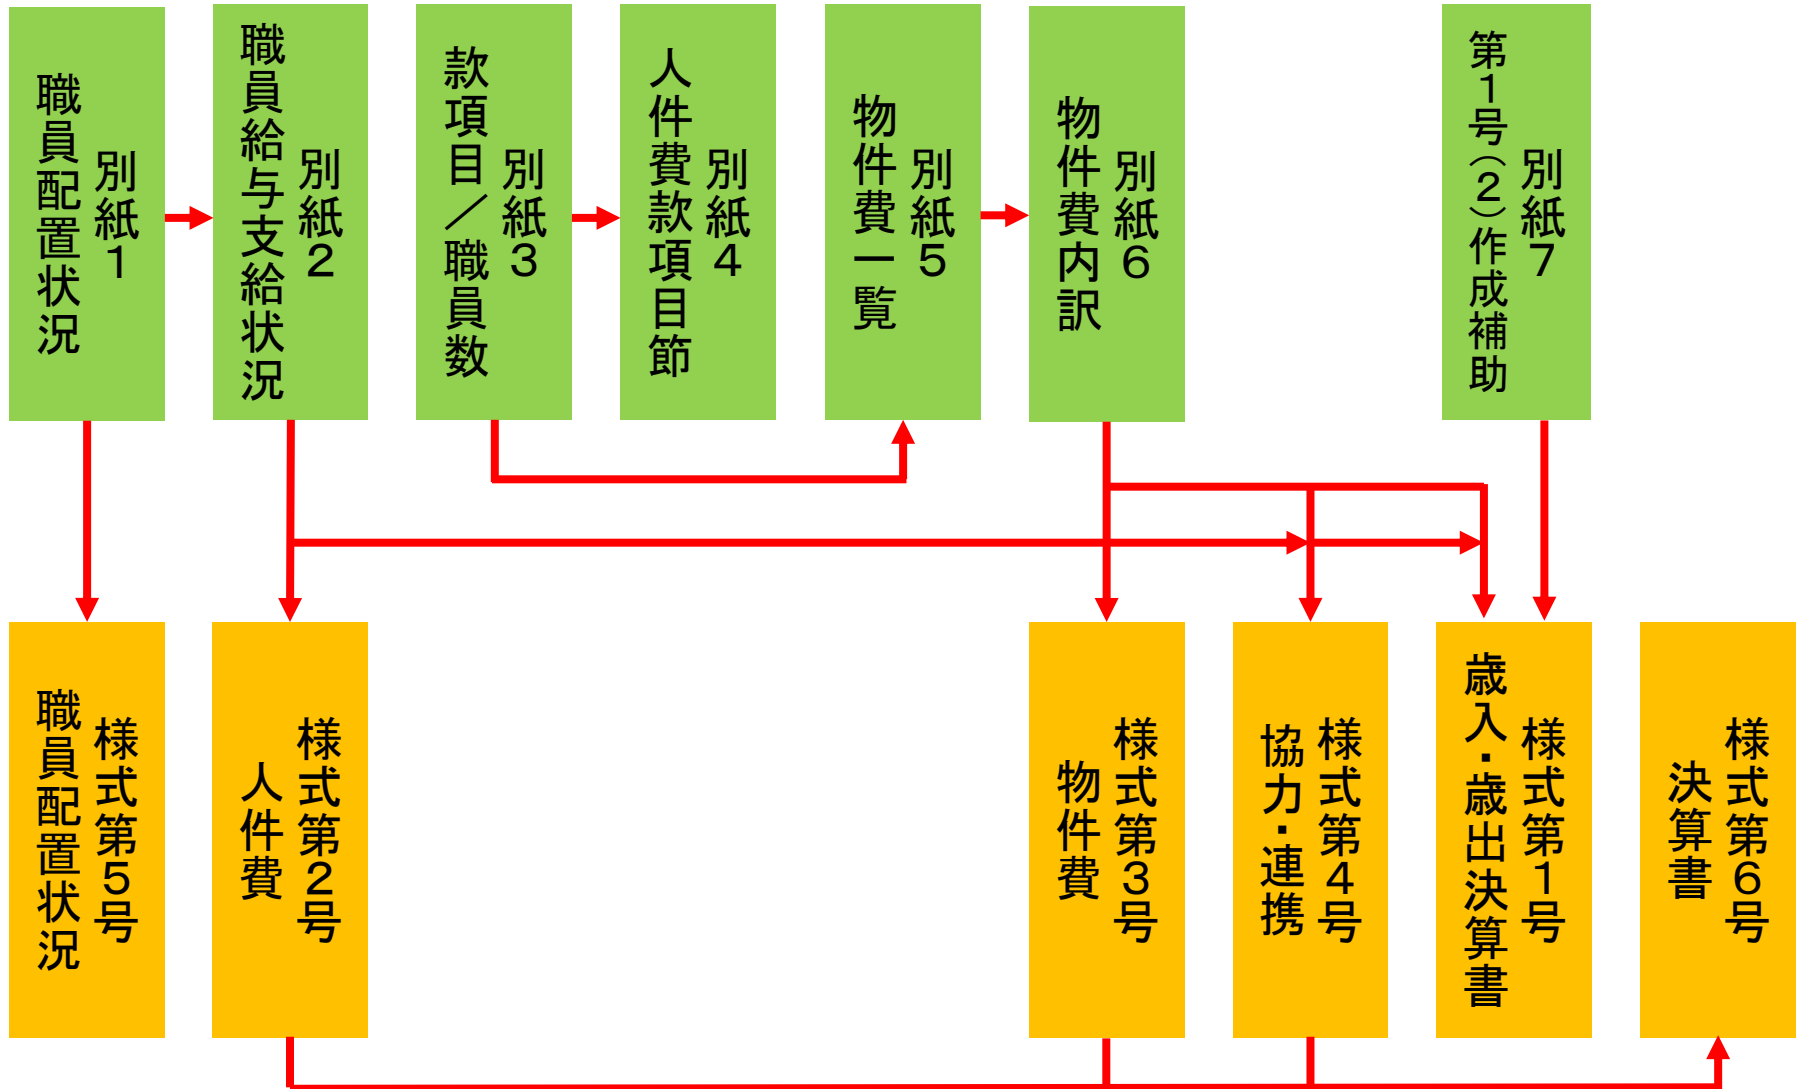 別紙１
職員配置状況
別紙２
職員給与支給状況
別紙３
款項目／職員数
別紙４
人件費款項目節
別紙５
物件費一覧
別紙６
物件費内訳
別紙７
第１号（２）作成補助
様式第５号
職員配置状況
様式第２号
人件費
様式第３号
物件費
様式第４号
協力・連携
様式第１号
歳入・歳出決算書
様式第６号
決算書